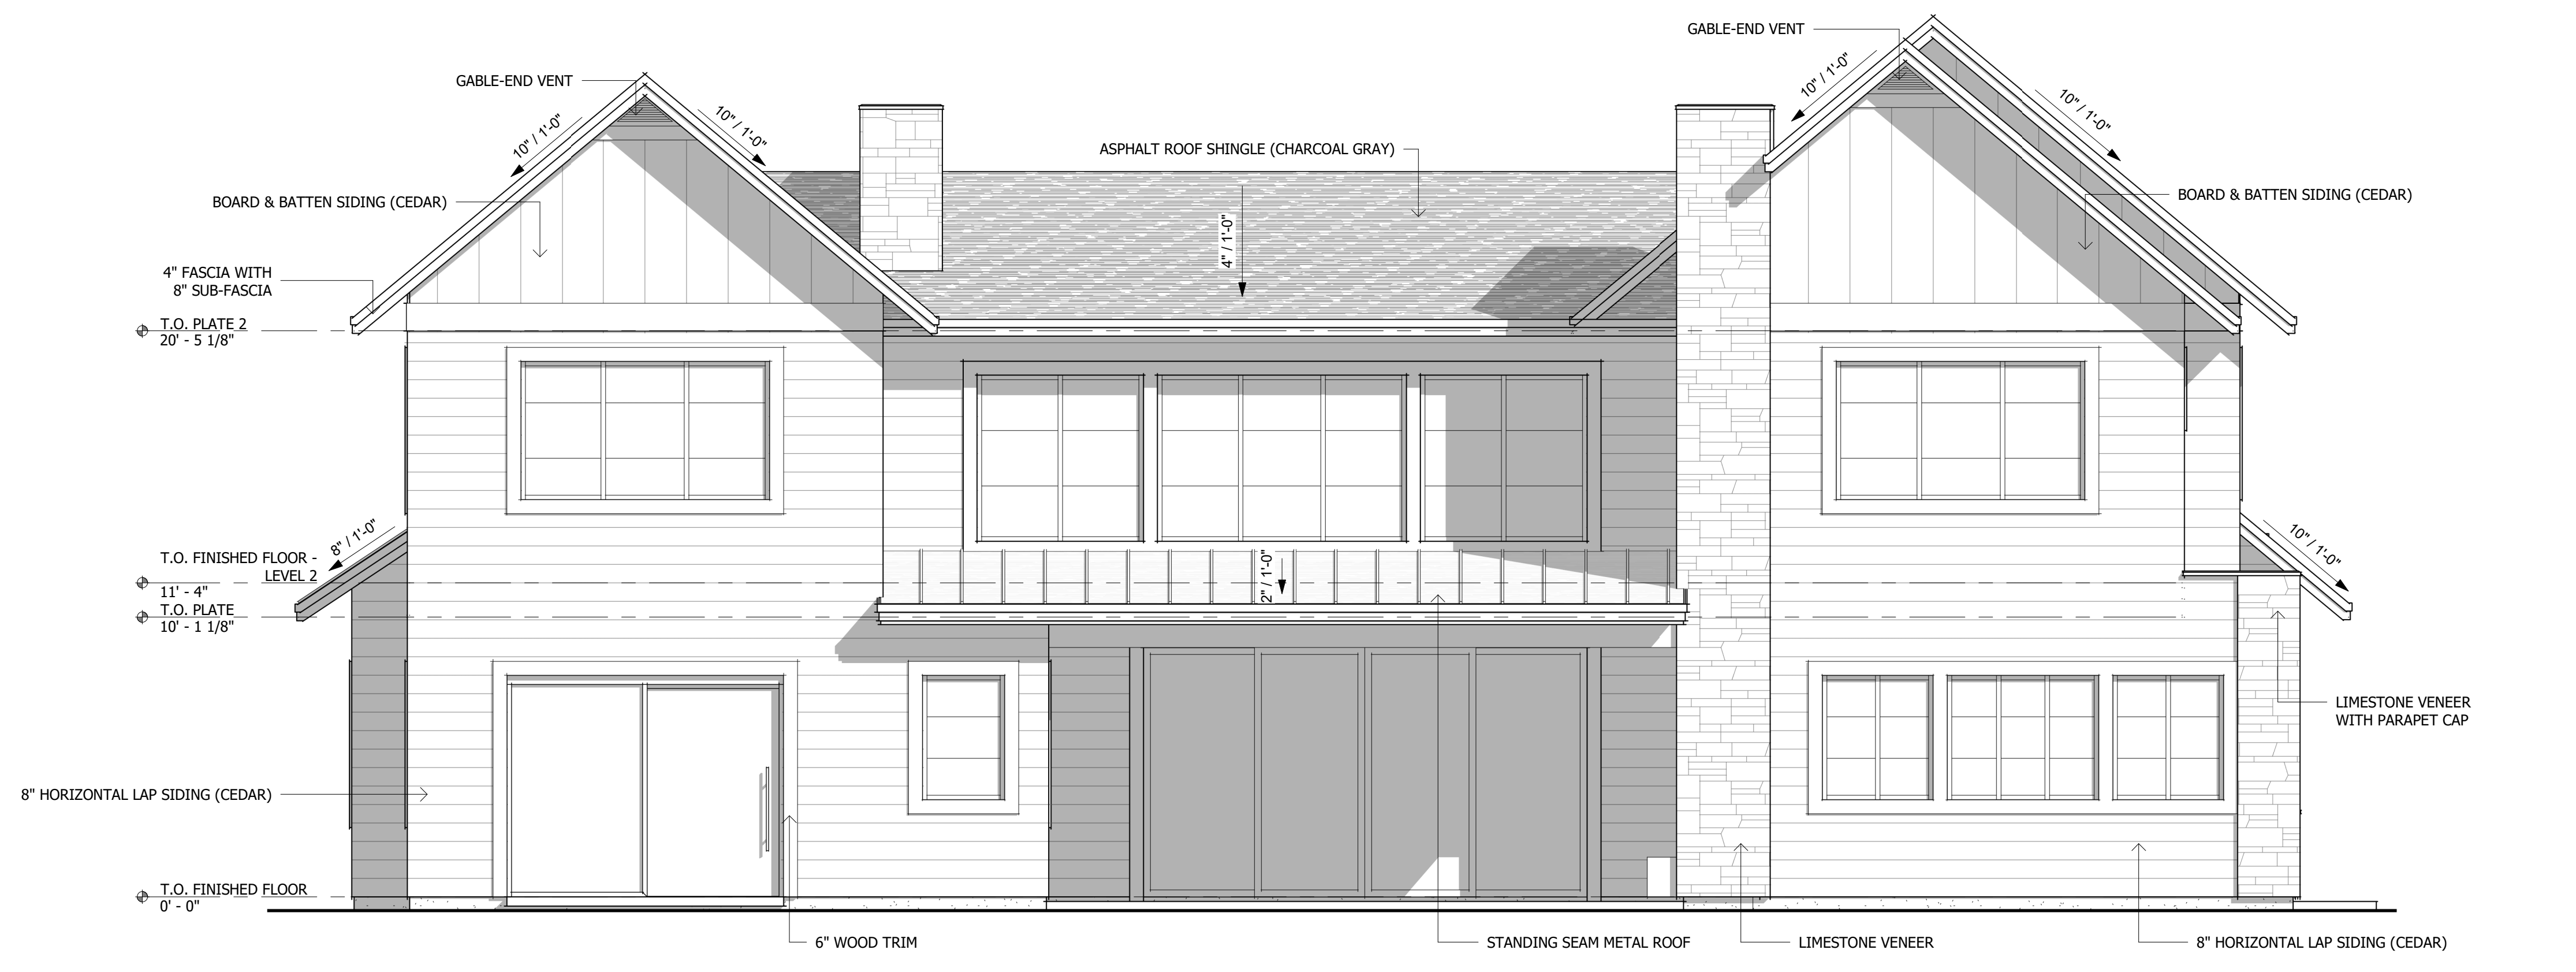 GABLE-END VENT
10" / 1'-0"
GABLE-END VENT
10" / 1'-0"
10" / 1'-0"
10" / 1'-0"
ASPHALT ROOF SHINGLE (CHARCOAL GRAY)
BOARD & BATTEN SIDING (CEDAR)
BOARD & BATTEN SIDING (CEDAR)
4" / 1'-0"
4" FASCIA WITH
8" SUB-FASCIA
T.O. PLATE 2
20' - 5 1/8"
8" / 1'-0"
10" / 1'-0"
T.O. FINISHED FLOOR -
LEVEL 2
11' - 4"
2" / 1'-0"
T.O. PLATE
10' - 1 1/8"
LIMESTONE VENEER
WITH PARAPET CAP
8" HORIZONTAL LAP SIDING (CEDAR)
T.O. FINISHED FLOOR
0' - 0"
6" WOOD TRIM
STANDING SEAM METAL ROOF
LIMESTONE VENEER
8" HORIZONTAL LAP SIDING (CEDAR)